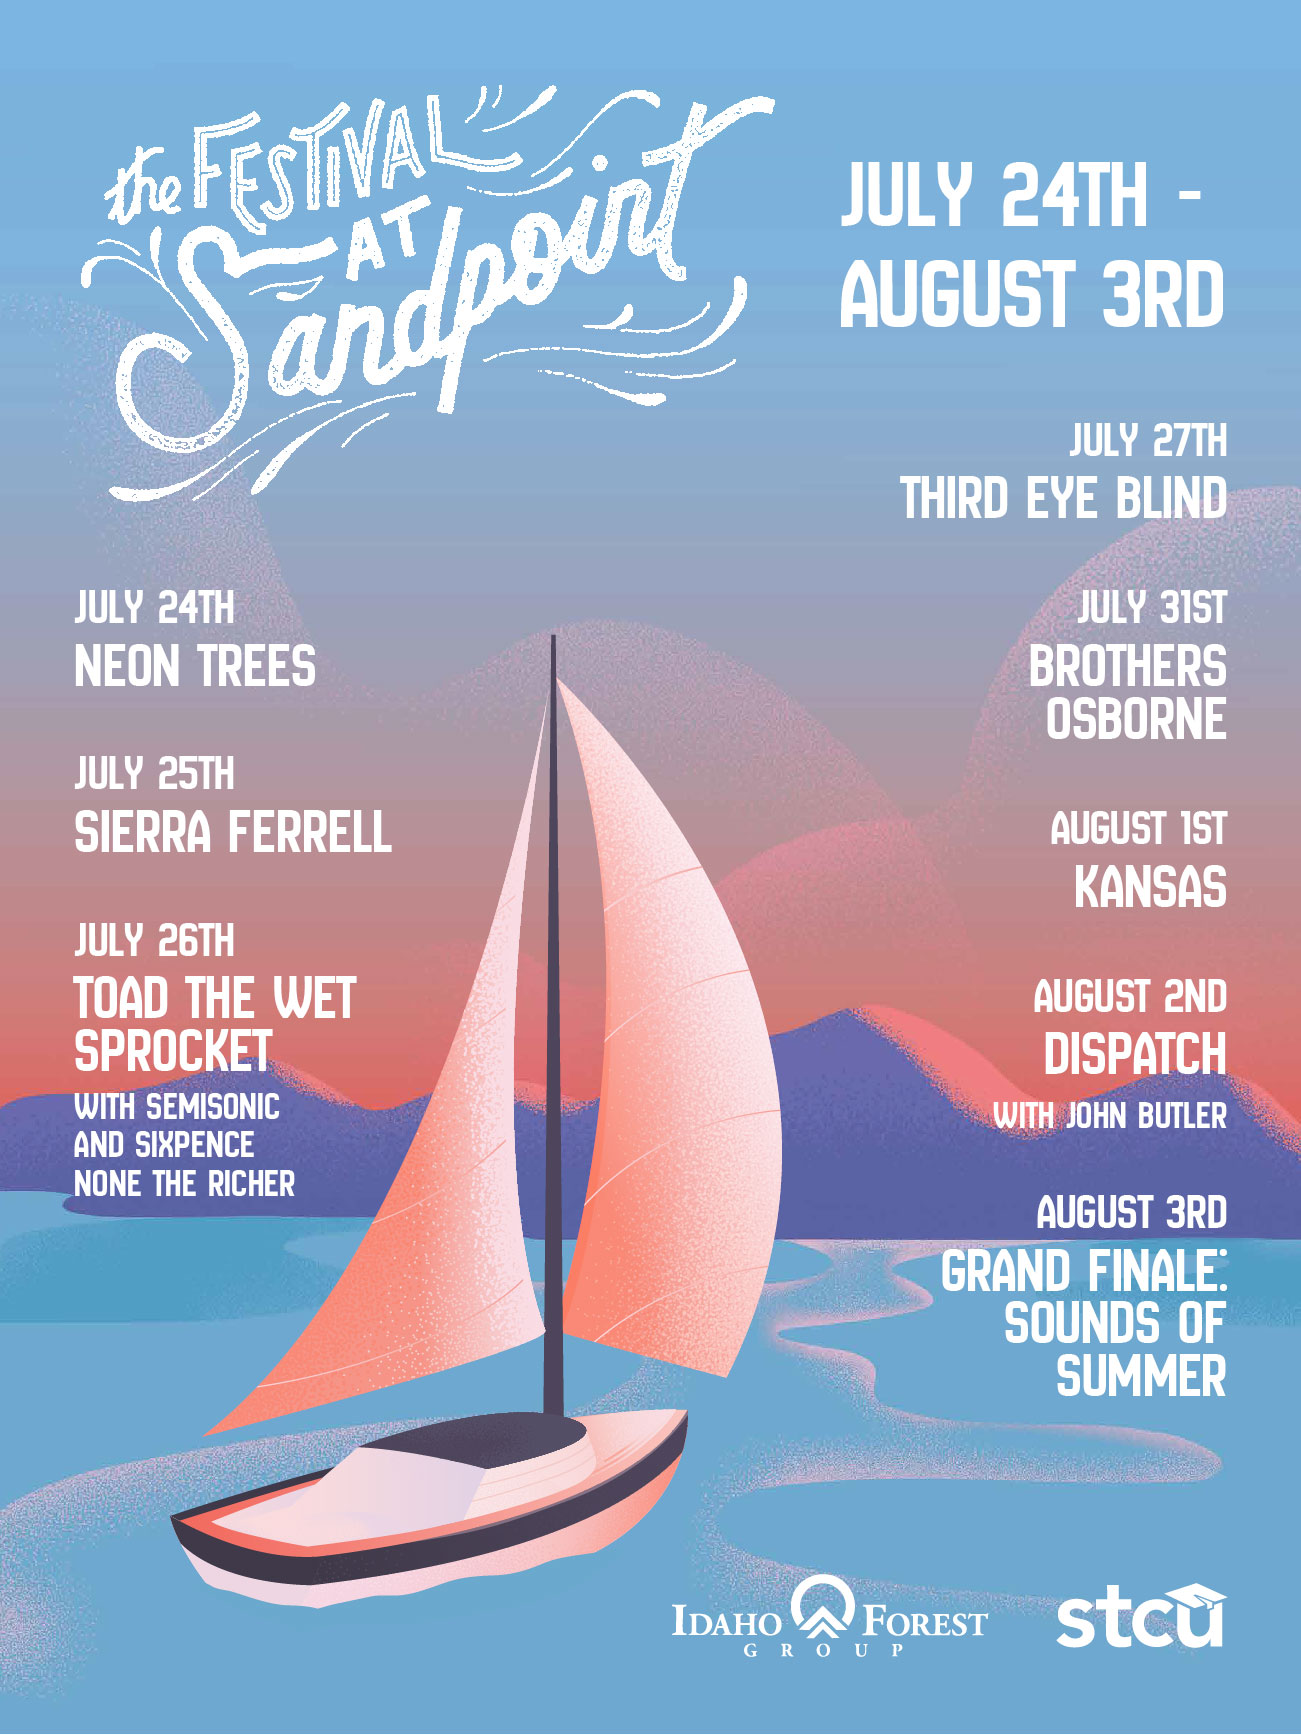 the FESTIVAL
AT
Sandpoint
JULY 24TH -
AUGUST 3RD
JULY 24TH
NEON TREES
JULY 25TH
SIERRA FERRELL
JULY 26TH
TOAD THE WET
SPROCKET
WITH SEMISONIC
AND SIXPENCE
NONE THE RICHER
JULY 27TH
THIRD EYE BLIND
JULY 31ST
BROTHERS
OSBORNE
AUGUST 1ST
KANSAS
AUGUST 2ND
DISPATCH
WITH JOHN BUTLER
AUGUST 3RD
GRAND FINALE:
SOUNDS OF
SUMMER
IDAHO FOREST
GROUP
stcu